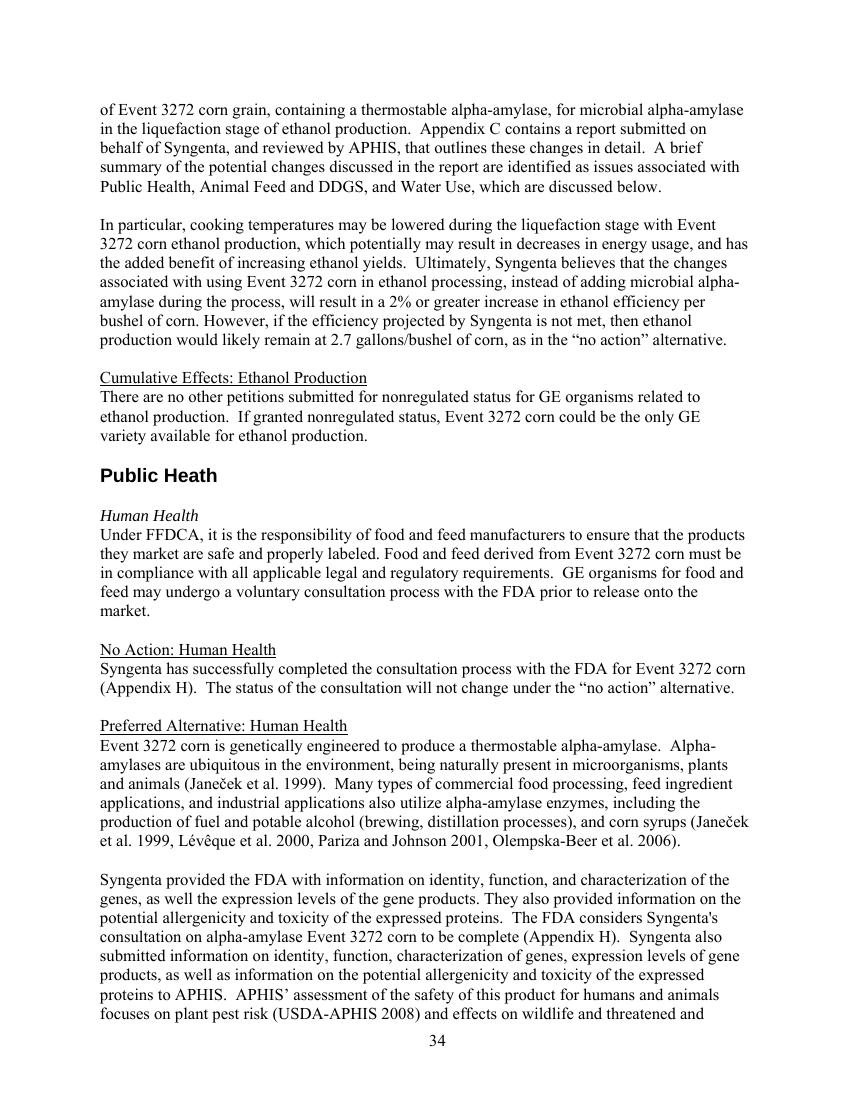 of Event 3272 corn grain, containing a thermostable alpha-amylase, for microbial alpha-amylase
in the liquefaction stage of ethanol production.  Appendix C contains a report submitted on
behalf of Syngenta, and reviewed by APHIS, that outlines these changes in detail.  A brief
summary of the potential changes discussed in the report are identified as issues associated with
Public Health, Animal Feed and DDGS, and Water Use, which are discussed below.
In particular, cooking temperatures may be lowered during the liquefaction stage with Event
3272 corn ethanol production, which potentially may result in decreases in energy usage, and has
the added benefit of increasing ethanol yields.  Ultimately, Syngenta believes that the changes
associated with using Event 3272 corn in ethanol processing, instead of adding microbial alpha-
amylase during the process, will result in a 2% or greater increase in ethanol efficiency per
bushel of corn. However, if the efficiency projected by Syngenta is not met, then ethanol
production would likely remain at 2.7 gallons/bushel of corn, as in the “no action” alternative.
Cumulative Effects: Ethanol Production
There are no other petitions submitted for nonregulated status for GE organisms related to
ethanol production.  If granted nonregulated status, Event 3272 corn could be the only GE
variety available for ethanol production.
Public Heath
Human Health
Under FFDCA, it is the responsibility of food and feed manufacturers to ensure that the products
they market are safe and properly labeled. Food and feed derived from Event 3272 corn must be
in compliance with all applicable legal and regulatory requirements.  GE organisms for food and
feed may undergo a voluntary consultation process with the FDA prior to release onto the
market.
No Action: Human Health
Syngenta has successfully completed the consultation process with the FDA for Event 3272 corn
(Appendix H).  The status of the consultation will not change under the “no action” alternative.
Preferred Alternative: Human Health
Event 3272 corn is genetically engineered to produce a thermostable alpha-amylase.  Alpha-
amylases are ubiquitous in the environment, being naturally present in microorganisms, plants
and animals (Janeček et al. 1999).  Many types of commercial food processing, feed ingredient
applications, and industrial applications also utilize alpha-amylase enzymes, including the
production of fuel and potable alcohol (brewing, distillation processes), and corn syrups (Janeček
et al. 1999, Lévêque et al. 2000, Pariza and Johnson 2001, Olempska-Beer et al. 2006).
Syngenta provided the FDA with information on identity, function, and characterization of the
genes, as well the expression levels of the gene products. They also provided information on the
potential allergenicity and toxicity of the expressed proteins.  The FDA considers Syngenta's
consultation on alpha-amylase Event 3272 corn to be complete (Appendix H).  Syngenta also
submitted information on identity, function, characterization of genes, expression levels of gene
products, as well as information on the potential allergenicity and toxicity of the expressed
proteins to APHIS.  APHIS’ assessment of the safety of this product for humans and animals
focuses on plant pest risk (USDA-APHIS 2008) and effects on wildlife and threatened and
34